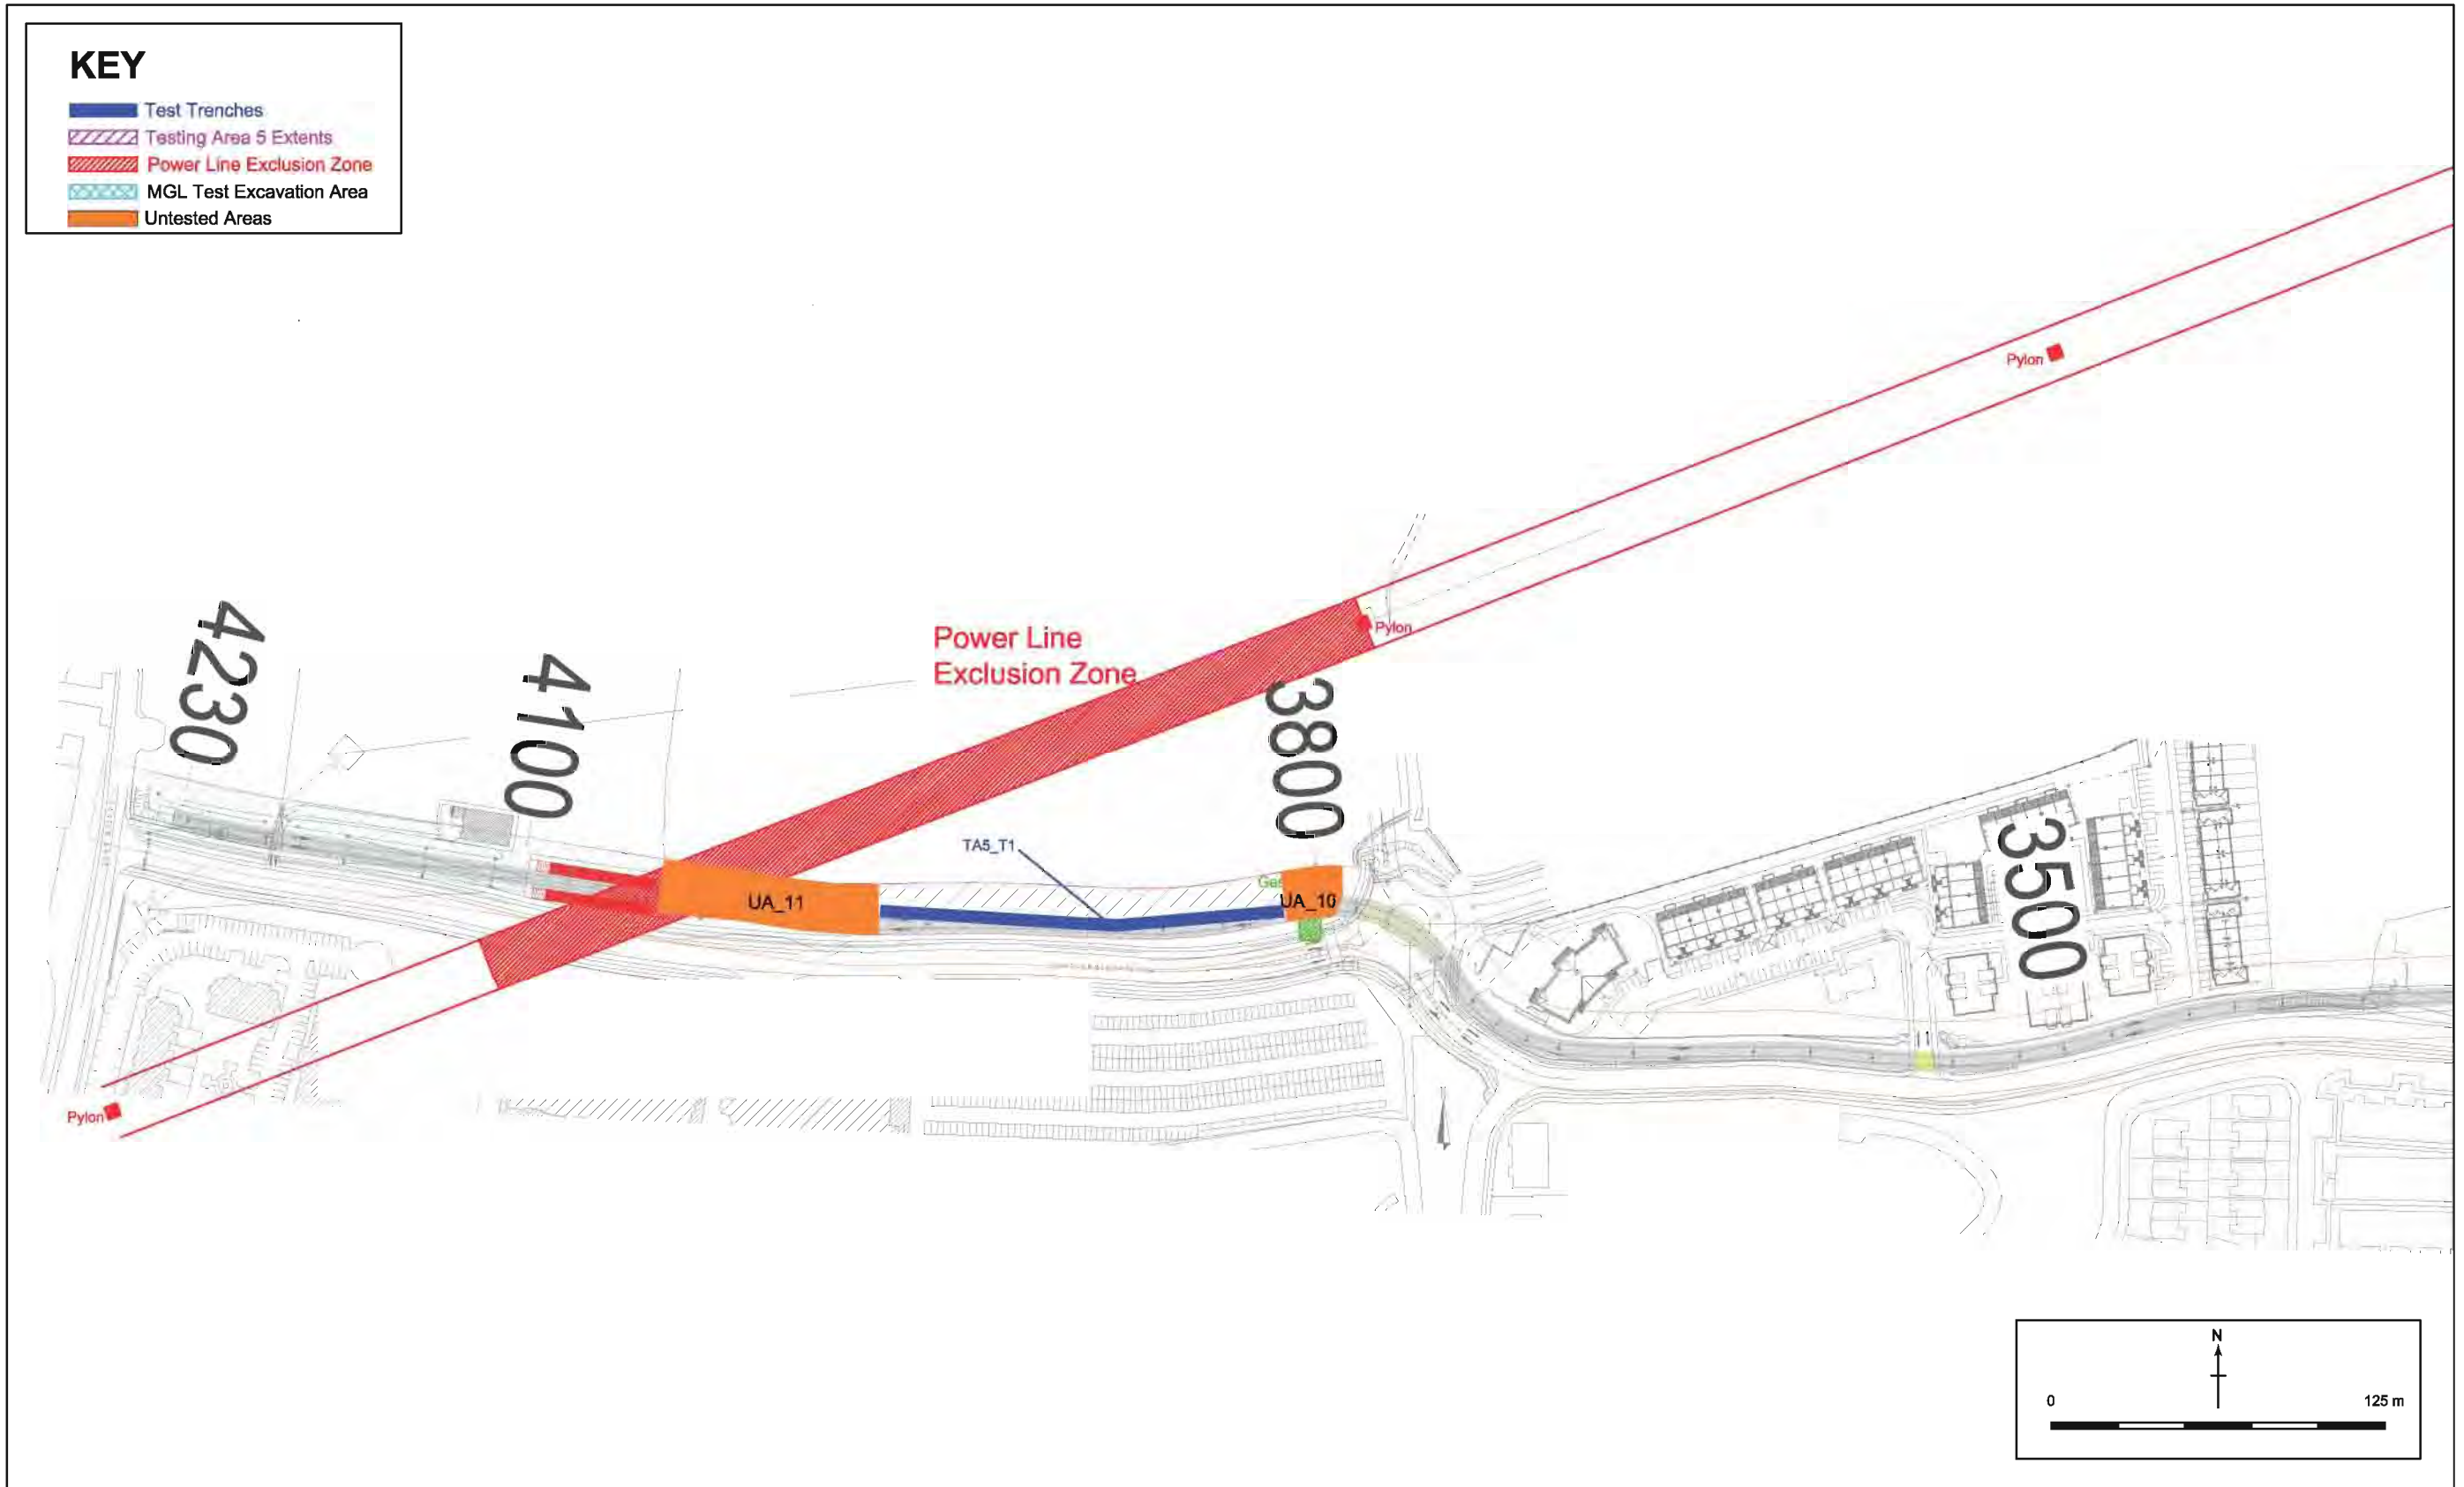 KEY
Test Trenches
Testing Area 5 Extents
Power Line Exclusion Zone
MGL Test Excavation Area
Untested Areas
Pylon
Power Line
Exclusion Zone
Pylon
4230
4100
3800
3500
TA5_T1
Gas
UA_11
UA_10
Pylon
N
0
125 m